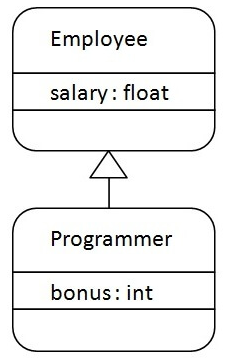 Employee
salary : float
Programmer
bonus : int